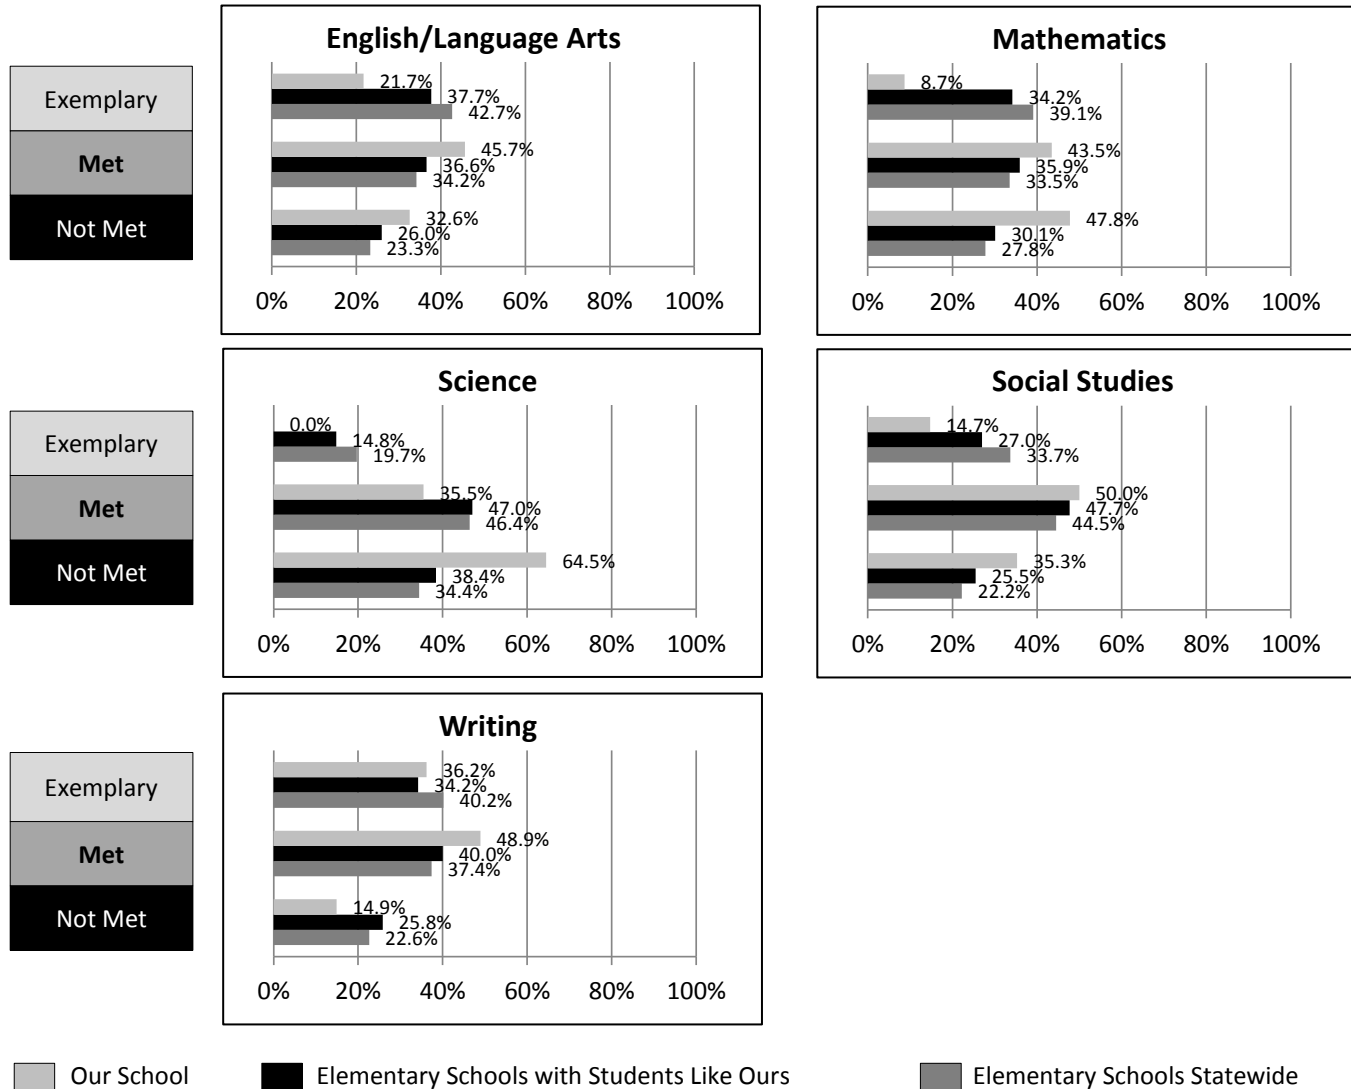 English/Language Arts
Exemplary
Met
Not Met
21.7%
37.7%
42.7%
45.7%
36.6%
34.2%
32.6%
26.0%
23.3%
0% 20% 40% 60% 80% 100%
Mathematics
8.7%
34.2%
39.1%
43.5%
35.9%
33.5%
47.8%
30.1%
27.8%
0% 20% 40% 60% 80% 100%
Science
Exemplary
Met
Not Met
0.0%
14.8%
19.7%
35.5%
47.0%
46.4%
64.5%
38.4%
34.4%
0% 20% 40% 60% 80% 100%
Social Studies
14.7%
27.0%
33.7%
50.0%
47.7%
44.5%
35.3%
25.5%
22.2%
0% 20% 40% 60% 80% 100%
Writing
Exemplary
Met
Not Met
36.2%
34.2%
40.2%
48.9%
40.0%
37.4%
14.9%
25.8%
22.6%
0% 20% 40% 60% 80% 100%
Our School Elementary Schools with Students Like Ours Elementary Schools Statewide